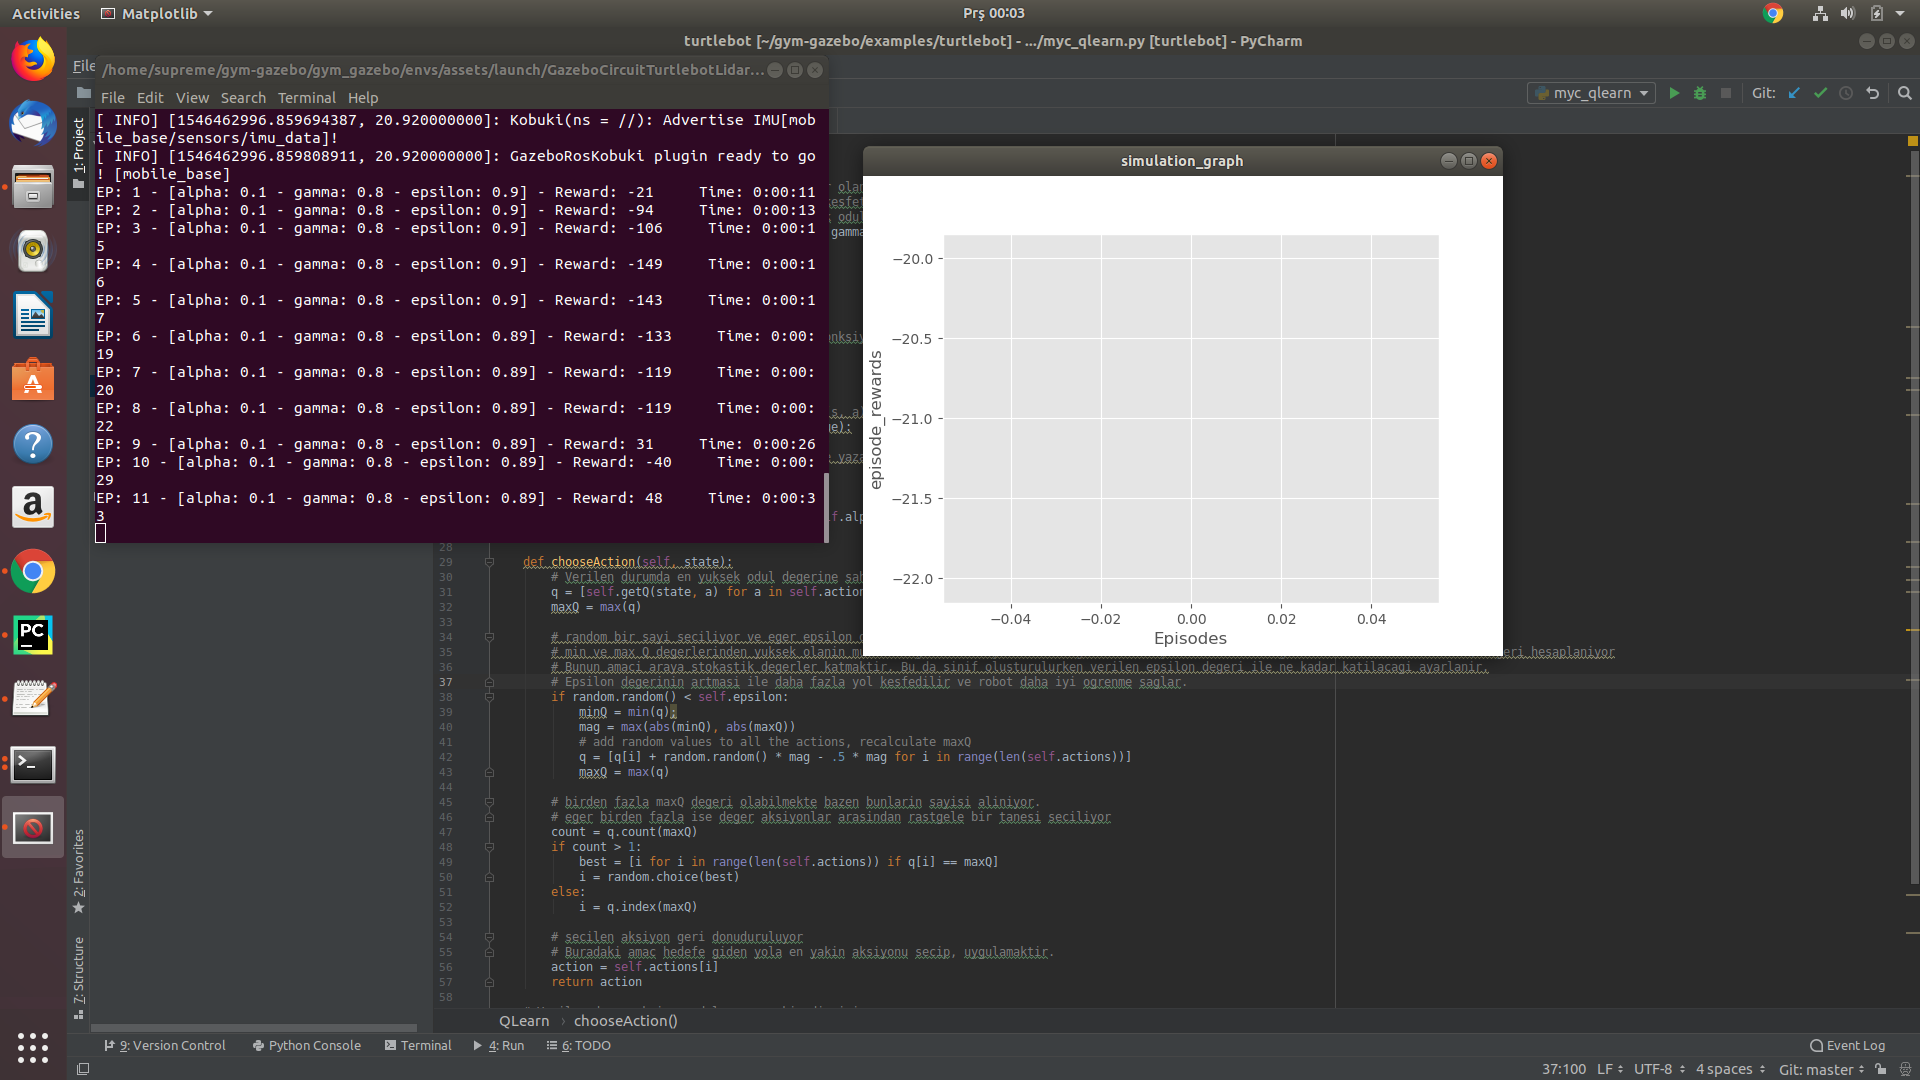 Activities
Matplotlib
Prş 00:03
turtlebot [~/gym-gazebo/examples/turtlebot] - .../myc_qlearn.py [turtlebot] - PyCharm
File
/home/supreme/gym-gazebo/gym_gazebo/envs/assets/launch/GazeboCircuitTurtlebotLidar...
File Edit View Search Terminal Help
myc_qlearn
Git:
1: Project
[ INFO] [1546462996.859694387, 20.920000000]: Kobuki(ns = //): Advertise IMU[mob
ile_base/sensors/imu_data]!
[ INFO] [1546462996.859808911, 20.920000000]: GazeboRosKobuki plugin ready to go
! [mobile_base]
EP: 1 - [alpha: 0.1 - gamma: 0.8 - epsilon: 0.9] - Reward: -21     Time: 0:00:11
EP: 2 - [alpha: 0.1 - gamma: 0.8 - epsilon: 0.9] - Reward: -94     Time: 0:00:13
EP: 3 - [alpha: 0.1 - gamma: 0.8 - epsilon: 0.9] - Reward: -106     Time: 0:00:1
5
EP: 4 - [alpha: 0.1 - gamma: 0.8 - epsilon: 0.9] - Reward: -149     Time: 0:00:1
6
EP: 5 - [alpha: 0.1 - gamma: 0.8 - epsilon: 0.9] - Reward: -143     Time: 0:00:1
7
EP: 6 - [alpha: 0.1 - gamma: 0.8 - epsilon: 0.89] - Reward: -133     Time: 0:00:
19
EP: 7 - [alpha: 0.1 - gamma: 0.8 - epsilon: 0.89] - Reward: -119     Time: 0:00:
20
EP: 8 - [alpha: 0.1 - gamma: 0.8 - epsilon: 0.89] - Reward: -119     Time: 0:00:
22
EP: 9 - [alpha: 0.1 - gamma: 0.8 - epsilon: 0.89] - Reward: 31     Time: 0:00:26
EP: 10 - [alpha: 0.1 - gamma: 0.8 - epsilon: 0.89] - Reward: -40     Time: 0:00:
29
EP: 11 - [alpha: 0.1 - gamma: 0.8 - epsilon: 0.89] - Reward: 48     Time: 0:00:3
3
simulation_graph
−20.0
−20.5
−21.0
−21.5
−22.0
episode_rewards
−0.04 −0.02 0.00 0.02 0.04
Episodes
odul
gamma
28
29 def chooseAction(self, state):
30 # Verilen durumda en yuksek odul degerine sah
31 q = [self.getQ(state, a) for a in self.action
32 maxQ = max(q)
33
34 # random bir sayi seciliyor ve eger epsilon d
35 # min ve max Q degerlerinden yuksek olanin m eri hesaplaniyor
36 # Bunun amaci araya stokastik degerler katmaktir. Bu da sinif olusturulurken verilen epsilon degeri ile ne kadar katilacagi ayarlanir.
37 # Epsilon degerinin artmasi ile daha fazla yol kesfedilir ve robot daha iyi ogrenme saglar.
38 if random.random() < self.epsilon:
39 minQ = min(q);
40 mag = max(abs(minQ), abs(maxQ))
41 # add random values to all the actions, recalculate maxQ
42 q = [q[i] + random.random() * mag - .5 * mag for i in range(len(self.actions))]
43 maxQ = max(q)
44
45 # birden fazla maxQ degeri olabilmekte bazen bunlarin sayisi aliniyor.
46 # eger birden fazla ise deger aksiyonlar arasindan rastgele bir tanesi seciliyor
47 count = q.count(maxQ)
48 if count > 1:
49 best = [i for i in range(len(self.actions)) if q[i] == maxQ]
50 i = random.choice(best)
51 else:
52 i = q.index(maxQ)
53
54 # secilen aksiyon geri donuduruluyor
55 # Buradaki amac hedefe giden yola en yakin aksiyonu secip, uygulamaktir.
56 action = self.actions[i]
57 return action
58
2: Favorites
7: Structure
QLearn › chooseAction()
9: Version Control Python Console Terminal 4: Run 6: TODO
Event Log
37:100 LF UTF-8 4 spaces Git: master